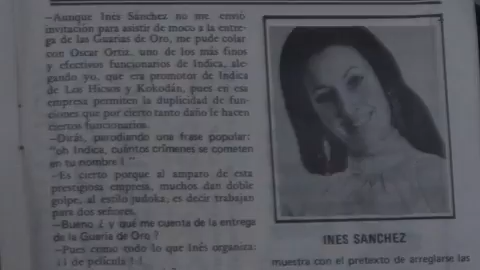 —Aunque Ines Sánchez no me envió
invitación para asistir de moco a la entre-
ga de las Guarias de Oro, me pude colar
con Oscar Ortiz, uno de los más finos
y efectivos funcionarios de Indica, ale-
gando yo, que era promotor de Indica
de Los Hicsos y Kokodán, pues en esa
empresa permiten la duplicidad de fun-
ciones que por cierto tanto daño le hacen
ciertos funcionarios.
—Dirás, parodiando una frase popular:
"oh Indica, cuántos crímenes se cometen
en tu nombre!"
—Es cierto porque al amparo de esta
prestigiosa empresa, muchos dan doble
golpe, al estilo judoka, es decir trabajan
para dos señores.
—Bueno ¿ y qué me cuenta de la entrega
de la Guaria de Oro ?
—Pues como todo lo que Inés organiza:
¡¡ de película !!
INES SANCHEZ
muestra con el pretexto de arreglarse las